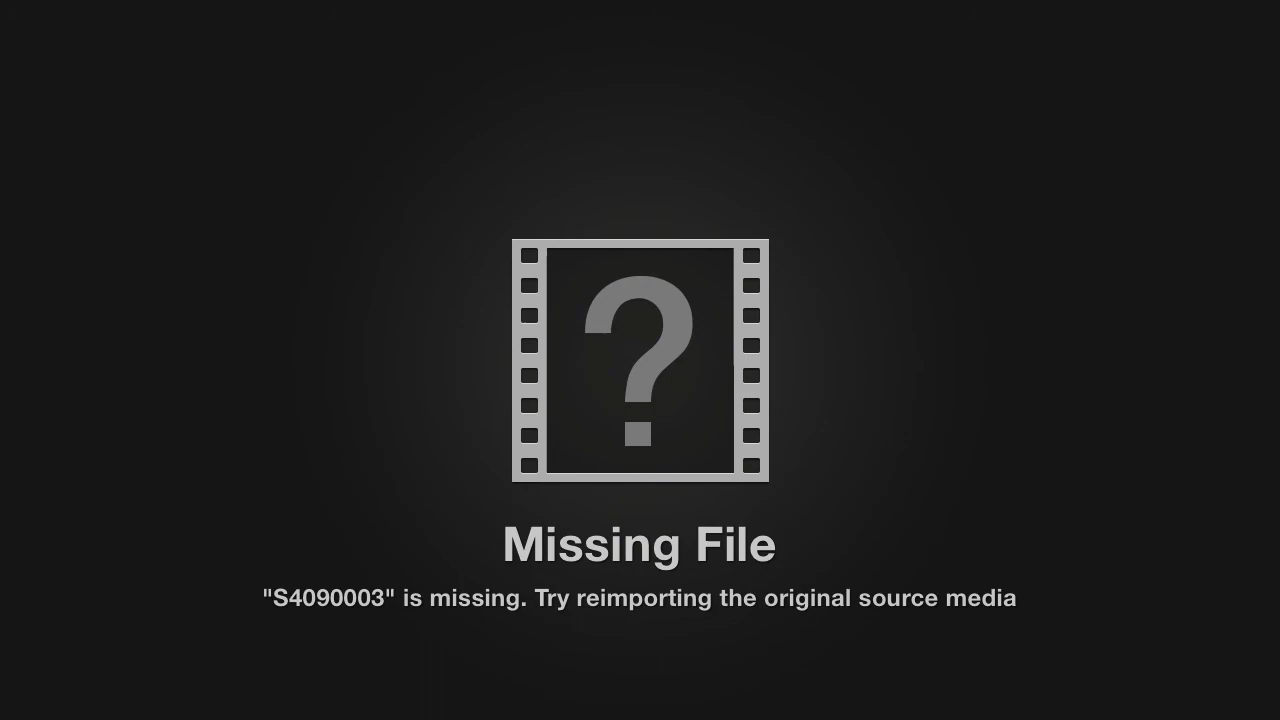 ?
Missing File
"S4090003" is missing. Try reimporting the original source media